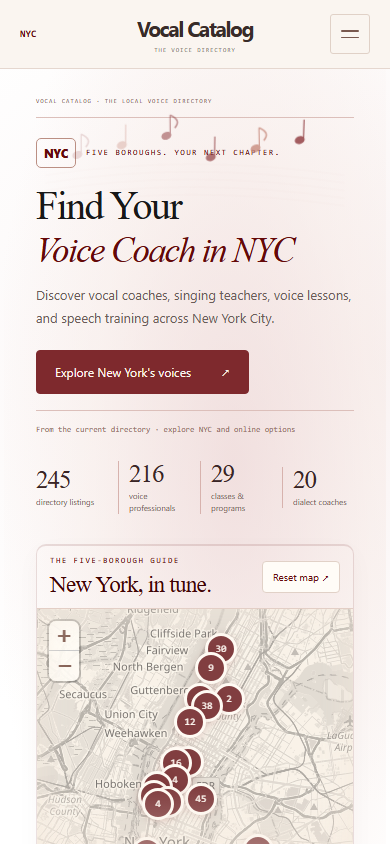 NYC
Vocal Catalog
THE VOICE DIRECTORY
VOCAL CATALOG · THE LOCAL VOICE DIRECTORY
NYC
FIVE BOROUGHS. YOUR NEXT CHAPTER.
Find Your
Voice Coach in NYC
Discover vocal coaches, singing teachers, voice lessons,
and speech training across New York City.
Explore New York's voices ↗
From the current directory · explore NYC and online options
245
directory listings
216
voice
professionals
29
classes &
programs
20
dialect coaches
THE FIVE-BOROUGH GUIDE
New York, in tune.
Reset map ↗
+
−
Ridgefield
Cliffside Park
Fairview
30
North Bergen
9
Secaucus
Guttenberg
2
38
County
Union City
12
Weehawken
16
4
Hoboken
4
45
Hudson
County
New York